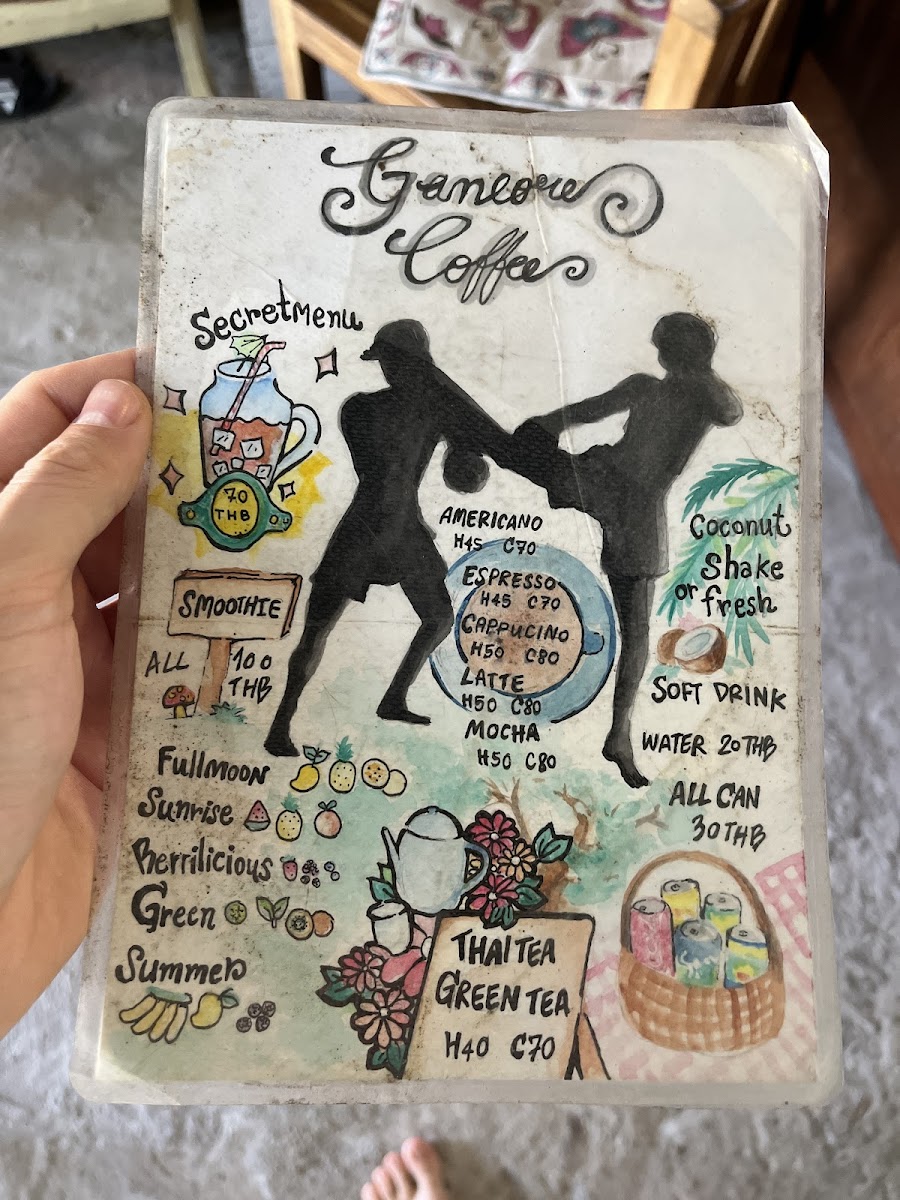 Gancore
Coffee
Secretmenu
70
THB
SMOOTHIE
ALL 100
THB
Fullmoon
Sunrise
Berrilicious
Green
Summer
AMERICANO
H45 C70
ESPRESSO
H45 C70
CAPPUCINO
H50 C80
LATTE
H50 C80
MOCHA
H50 C80
THAI TEA
GREEN TEA
H40 C70
Coconut
Shake
or fresh
SOFT DRINK
WATER 20THB
ALL CAN
30THB